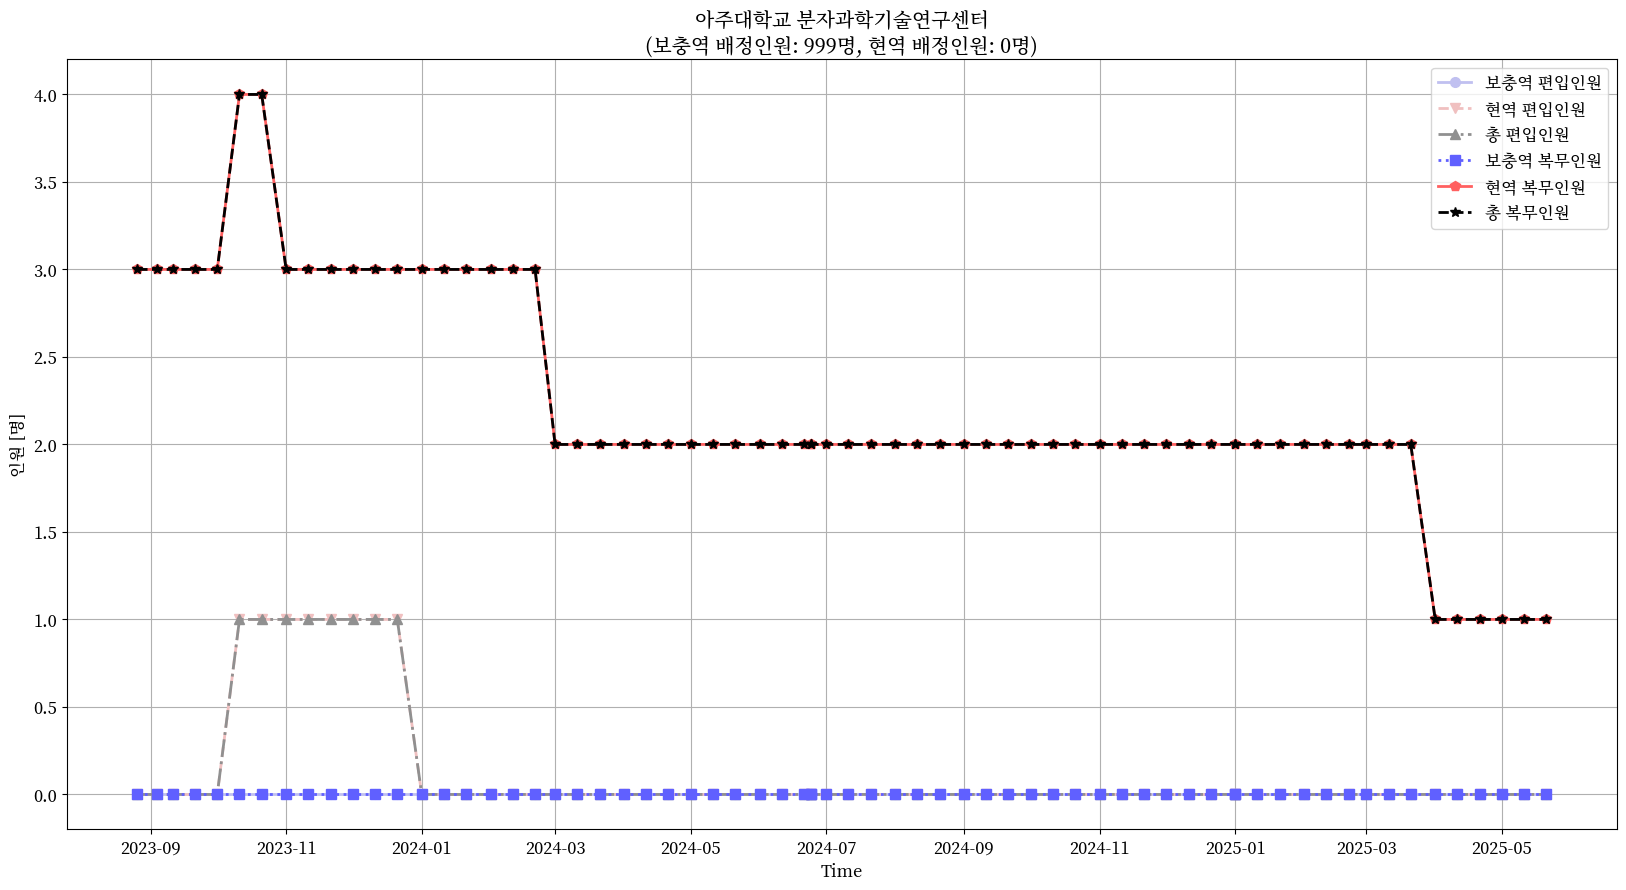 아주대학교 분자과학기술연구센터
(보충역 배정인원: 999명, 현역 배정인원: 0명)
보충역 편입인원
현역 편입인원
총 편입인원
보충역 복무인원
현역 복무인원
총 복무인원
4.0
3.5
3.0
2.5
2.0
1.5
1.0
0.5
0.0
인원 [명]
2023-09 2023-11 2024-01 2024-03 2024-05 2024-07 2024-09 2024-11 2025-01 2025-03 2025-05
Time